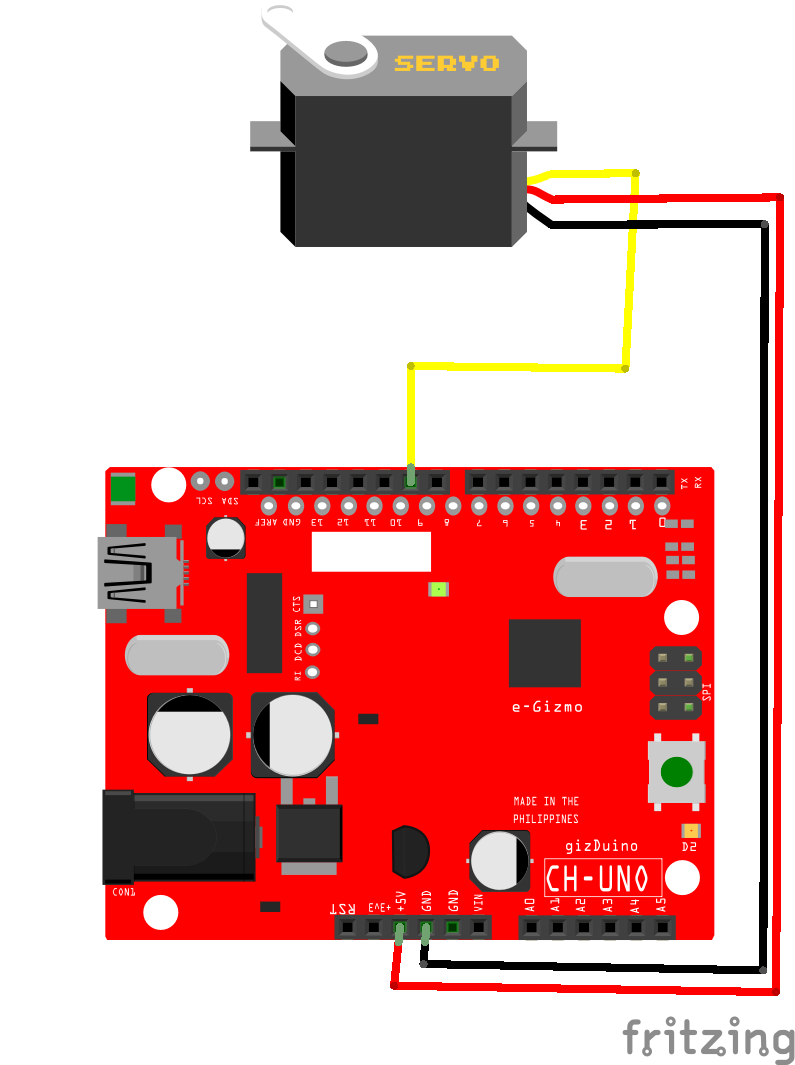 SERVO
TX
RX
SCL
SDA
AREF
GND
13
12
11
10
9
8
7
6
5
4
3
2
1
0
CTS
DSR
DCD
RI
SPI
e-Gizmo
MADE IN THE
PHILIPPINES
gizDuino
D2
CH-UNO
CON1
RST
+3V3
+5V
GND
GND
VIN
A0
A1
A2
A3
A4
A5
fritzing